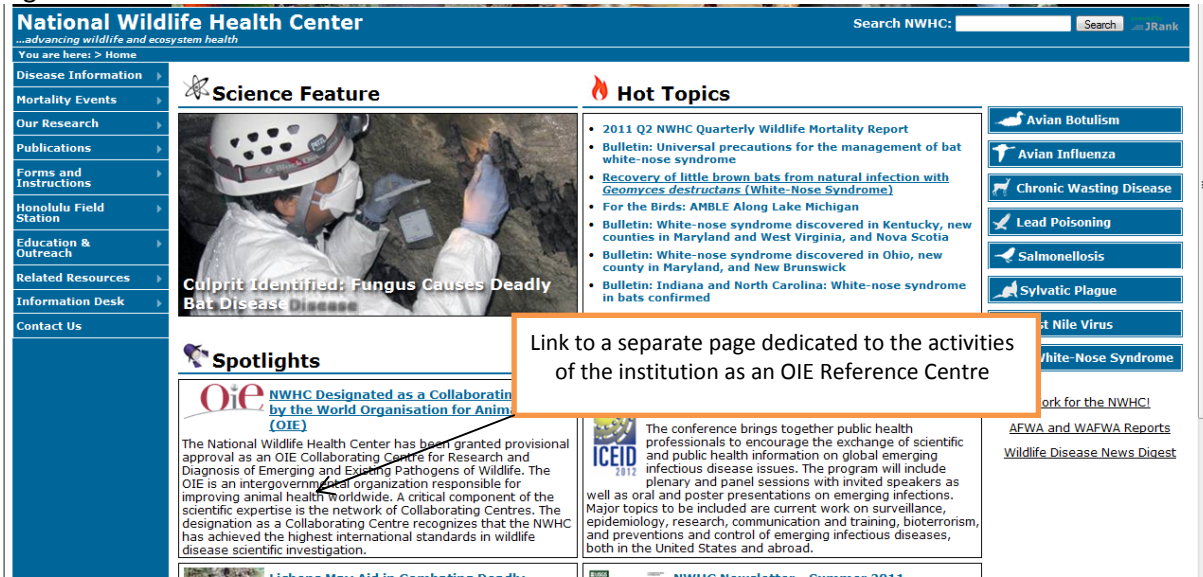 National Wildlife Health Center
...advancing wildlife and ecosystem health
Search NWHC:
Search
JRank
You are here: > Home
Disease Information
Mortality Events
Our Research
Publications
Forms and
Instructions
Honolulu Field
Station
Education &
Outreach
Related Resources
Information Desk
Contact Us
Science Feature
Culprit Identified: Fungus Causes Deadly
Bat Disease
Disease
Hot Topics
• 2011 Q2 NWHC Quarterly Wildlife Mortality Report
• Bulletin: Universal precautions for the management of bat
white-nose syndrome
• Recovery of little brown bats from natural infection with
Geomyces destructans (White-Nose Syndrome)
• For the Birds: AMBLE Along Lake Michigan
• Bulletin: White-nose syndrome discovered in Kentucky, new
counties in Maryland and West Virginia, and Nova Scotia
• Bulletin: White-nose syndrome discovered in Ohio, new
county in Maryland, and New Brunswick
• Bulletin: Indiana and North Carolina: White-nose syndrome
in bats confirmed
Avian Botulism
Avian Influenza
Chronic Wasting Disease
Lead Poisoning
Salmonellosis
Sylvatic Plague
Nile Virus
White-Nose Syndrome
for the NWHC!
AFWA and WAFWA Reports
Wildlife Disease News Digest
Link to a separate page dedicated to the activities
of the institution as an OIE Reference Centre
Spotlights
Oie
NWHC Designated as a Collaborating
by the World Organisation for
(OIE)
The National Wildlife Health Center has been granted provisional
approval as an OIE Collaborating Centre for Research and
Diagnosis of Emerging and Existing Pathogens of Wildlife. The
OIE is an intergovernmental organization responsible for
improving animal health worldwide. A critical component of the
scientific expertise is the network of Collaborating Centres. The
designation as a Collaborating Centre recognizes that the NWHC
has achieved the highest international standards in wildlife
disease scientific investigation.
ICEID
2012
The conference brings together public health
professionals to encourage the exchange of scientific
and public health information on global emerging
infectious disease issues. The program will include
plenary and panel sessions with invited speakers as
well as oral and poster presentations on emerging infections.
Major topics to be included are current work on surveillance,
epidemiology, research, communication and training, bioterrorism,
and preventions and control of emerging infectious diseases,
both in the United States and abroad.
Lichens May Aid in Combating Deadly
NWHC Newsletter - Summer 2011